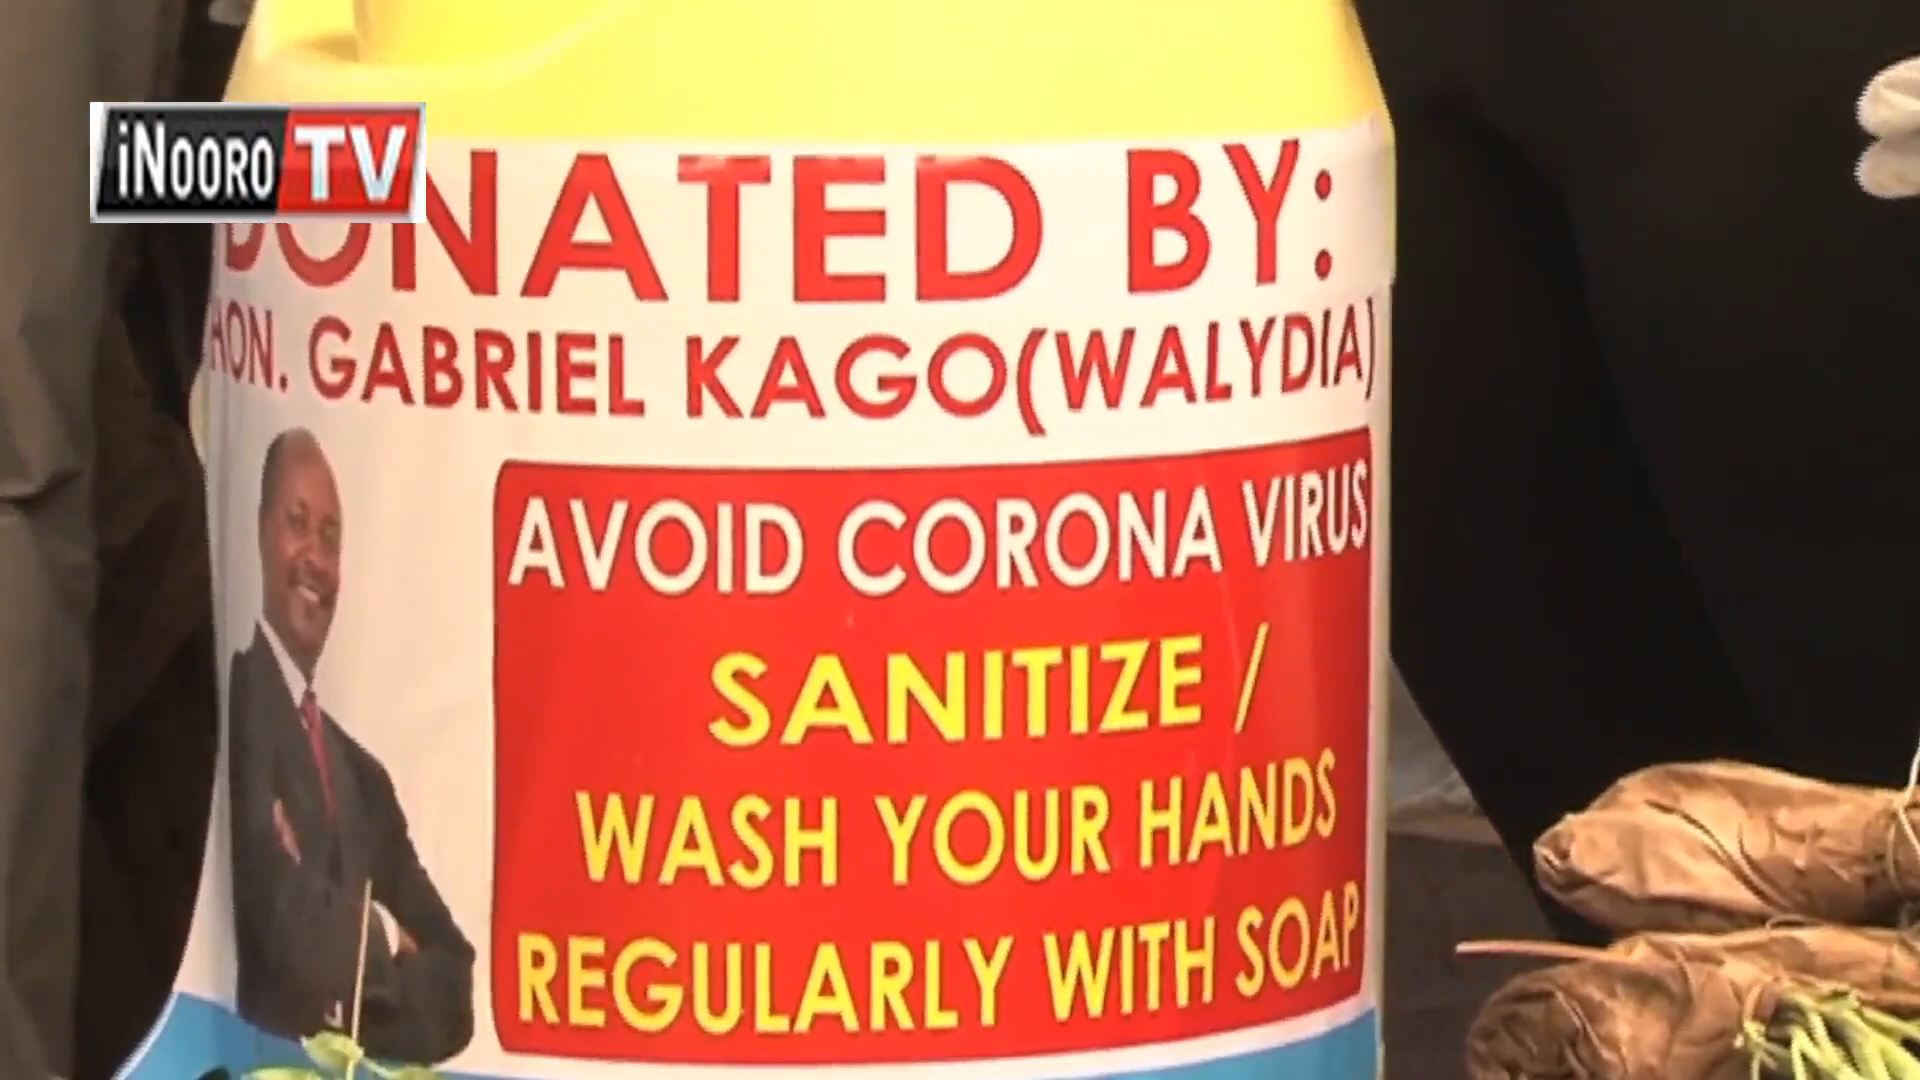 iNOORO TV
DONATED BY:
HON. GABRIEL KAGO(WALYDIA)
AVOID CORONA VIRUS
SANITIZE /
WASH YOUR HANDS
REGULARLY WITH SOAP